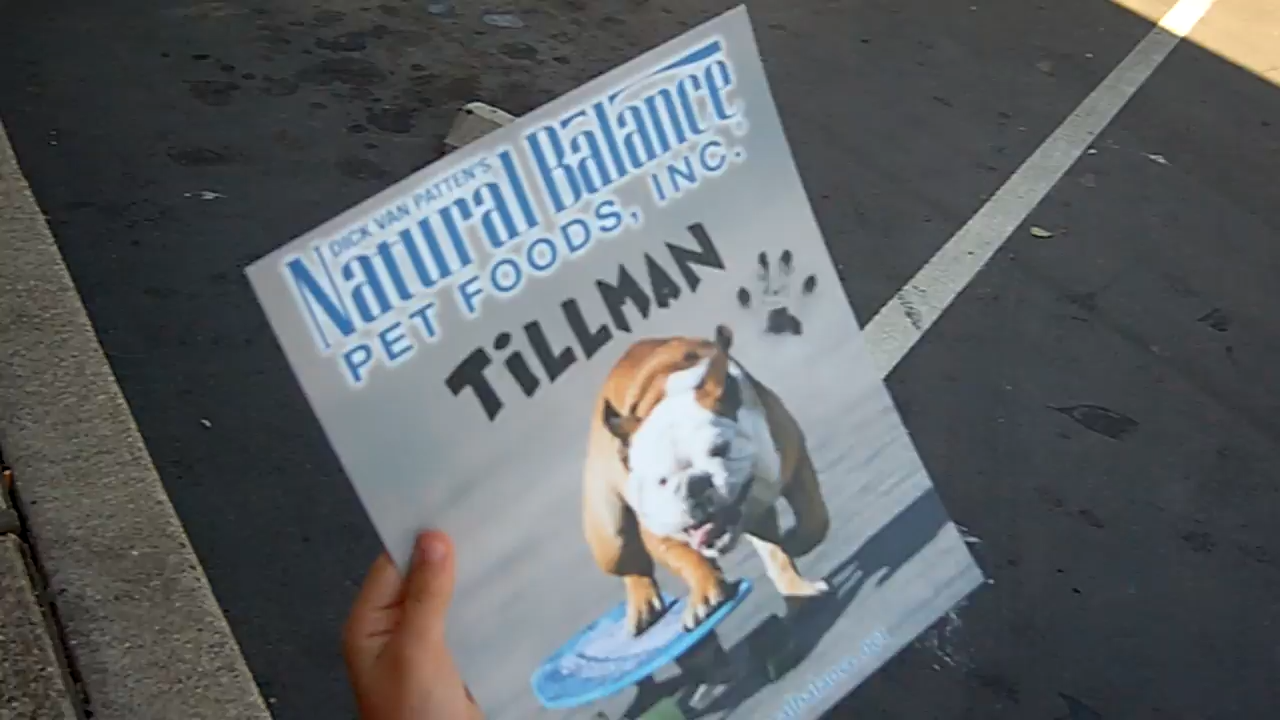 DICK VAN PATTEN'S
Natural Balance
PET FOODS, INC.
TiLLMAN